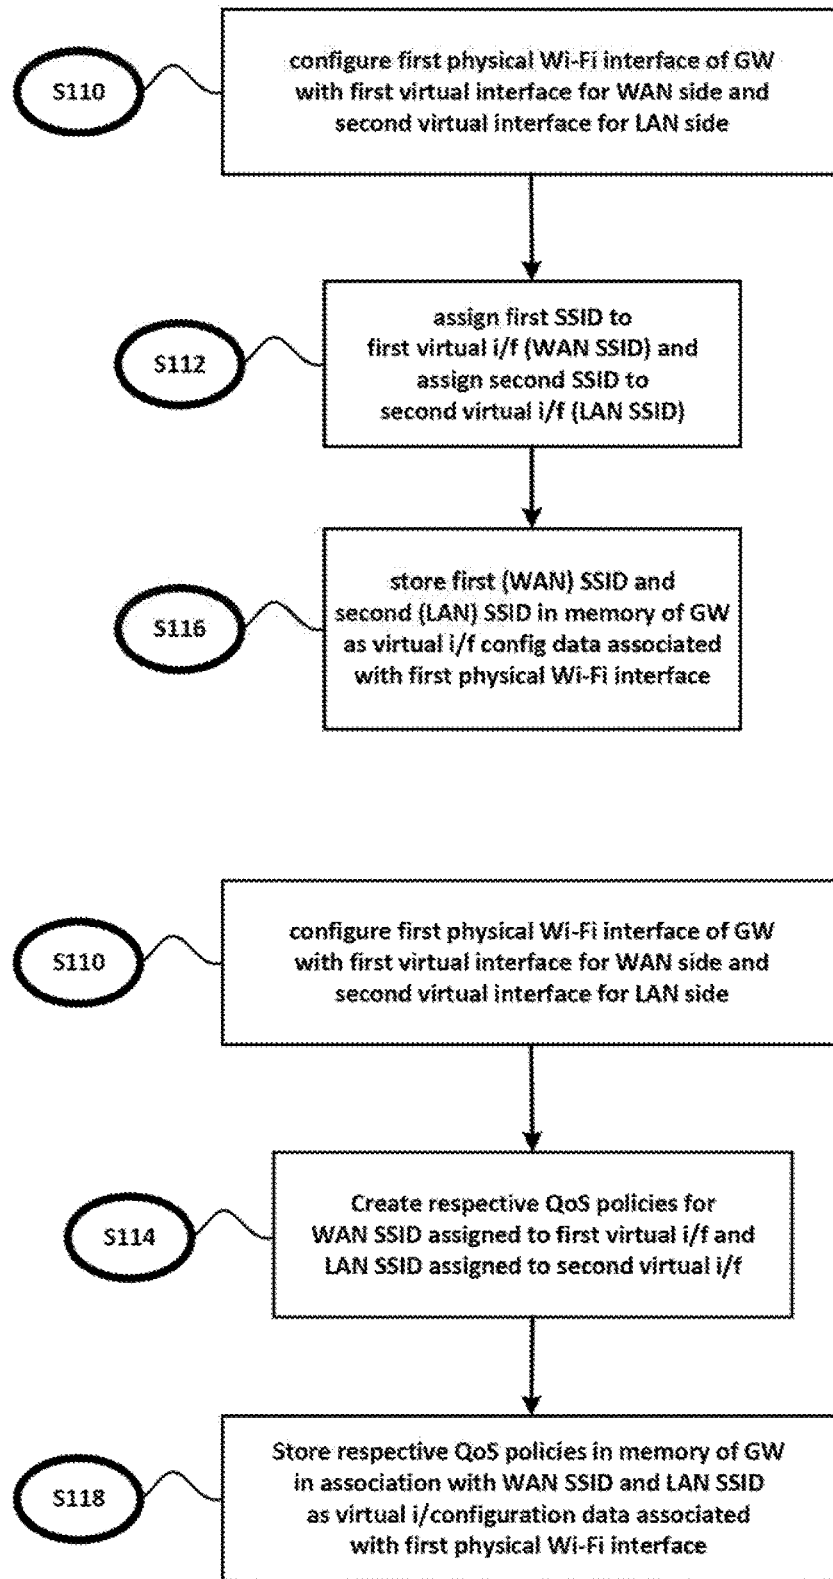 S110
configure first physical Wi-Fi interface of GW
with first virtual interface for WAN side and
second virtual interface for LAN side
S112
assign first SSID to
first virtual i/f (WAN SSID) and
assign second SSID to
second virtual i/f (LAN SSID)
S116
store first (WAN) SSID and
second (LAN) SSID in memory of GW
as virtual i/f config data associated
with first physical Wi-Fi interface
S110
configure first physical Wi-Fi interface of GW
with first virtual interface for WAN side and
second virtual interface for LAN side
S114
Create respective QoS policies for
WAN SSID assigned to first virtual i/f and
LAN SSID assigned to second virtual i/f
S118
Store respective QoS policies in memory of GW
in association with WAN SSID and LAN SSID
as virtual i/configuration data associated
with first physical Wi-Fi interface